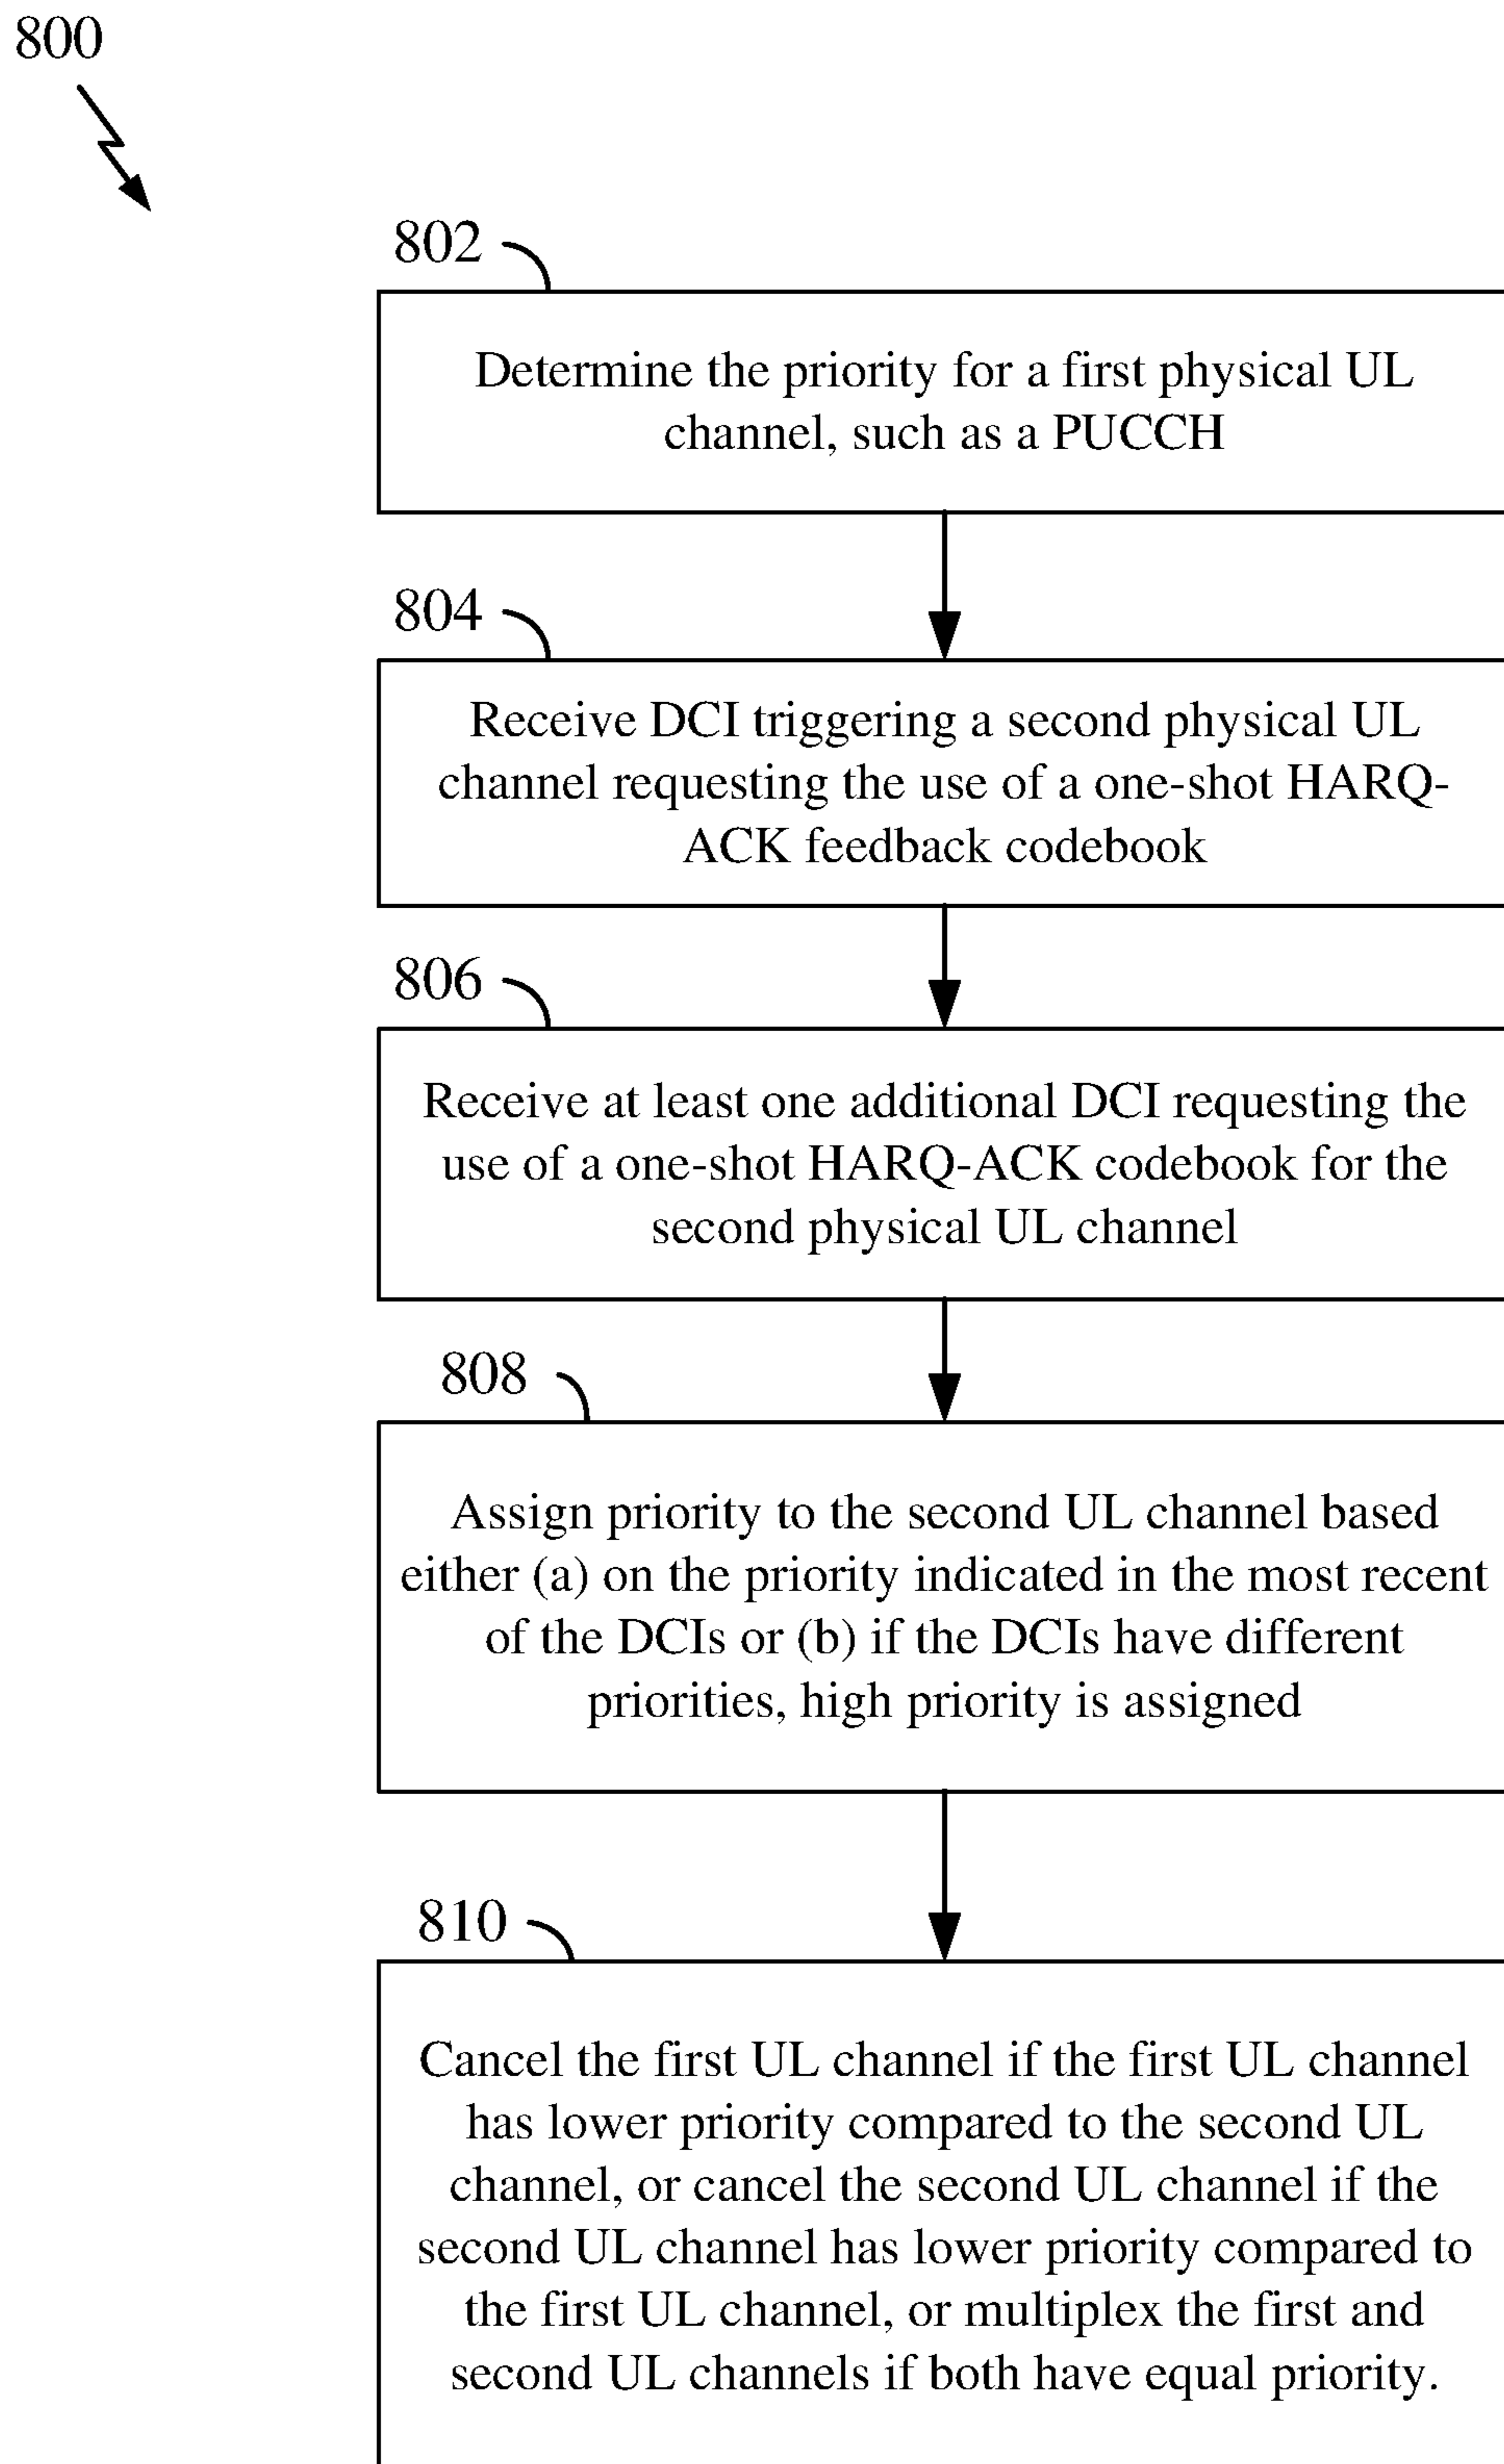 800
802
Determine the priority for a first physical UL
channel, such as a PUCCH
804
Receive DCI triggering a second physical UL
channel requesting the use of a one-shot HARQ-
ACK feedback codebook
806
Receive at least one additional DCI requesting the
use of a one-shot HARQ-ACK codebook for the
second physical UL channel
808
Assign priority to the second UL channel based
either (a) on the priority indicated in the most recent
of the DCIs or (b) if the DCIs have different
priorities, high priority is assigned
810
Cancel the first UL channel if the first UL channel
has lower priority compared to the second UL
channel, or cancel the second UL channel if the
second UL channel has lower priority compared to
the first UL channel, or multiplex the first and
second UL channels if both have equal priority.